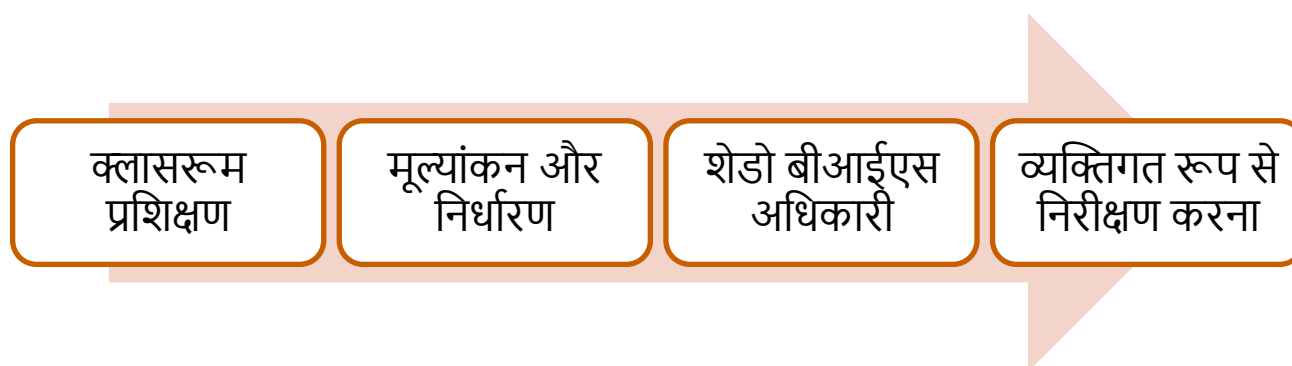 क्लासरूम
प्रशिक्षण
मूल्यांकन और
निर्धारण
शेडो बीआईएस
अधिकारी
व्यक्तिगत रूप से
निरीक्षण करना